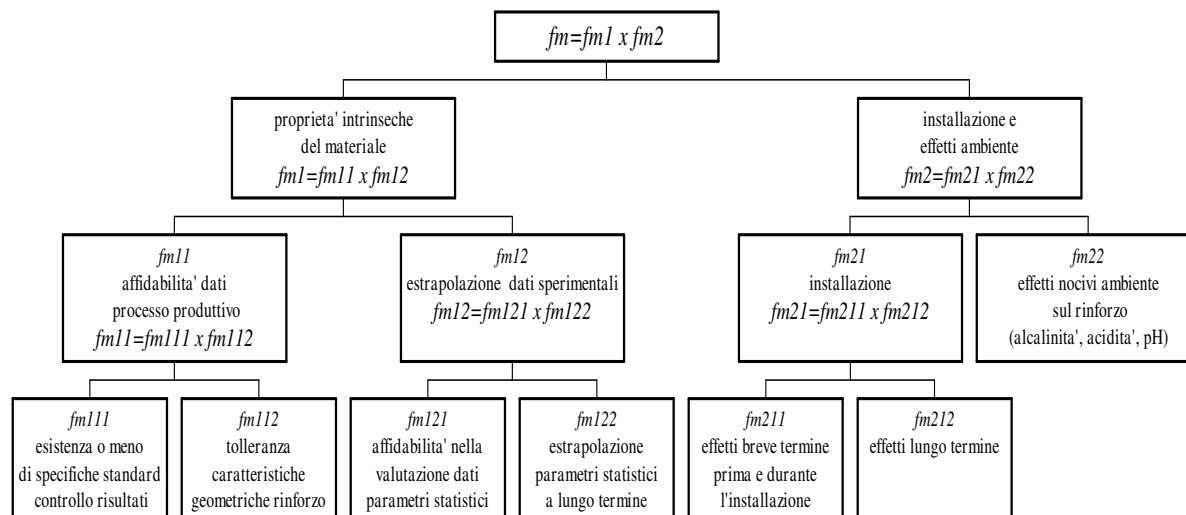 fm=fm1 x fm2
proprieta' intrinseche
del materiale
fm1=fm11 x fm12
installazione e
effetti ambiente
fm2=fm21 x fm22
fm11
affidabilita' dati
processo produttivo
fm11=fm111 x fm112
fm12
estrapolazione dati sperimentali
fm12=fm121 x fm122
fm21
installazione
fm21=fm211 x fm212
fm22
effetti nocivi ambiente
sul rinforzo
(alcalinita', acidita', pH)
fm111
esistenza o meno
di specifiche standard
controllo risultati
fm112
tolleranza
caratteristiche
geometriche rinforzo
fm121
affidabilita' nella
valutazione dati
parametri statistici
fm122
estrapolazione
parametri statistici
a lungo termine
fm211
effetti breve termine
prima e durante
l'installazione
fm212
effetti lungo termine